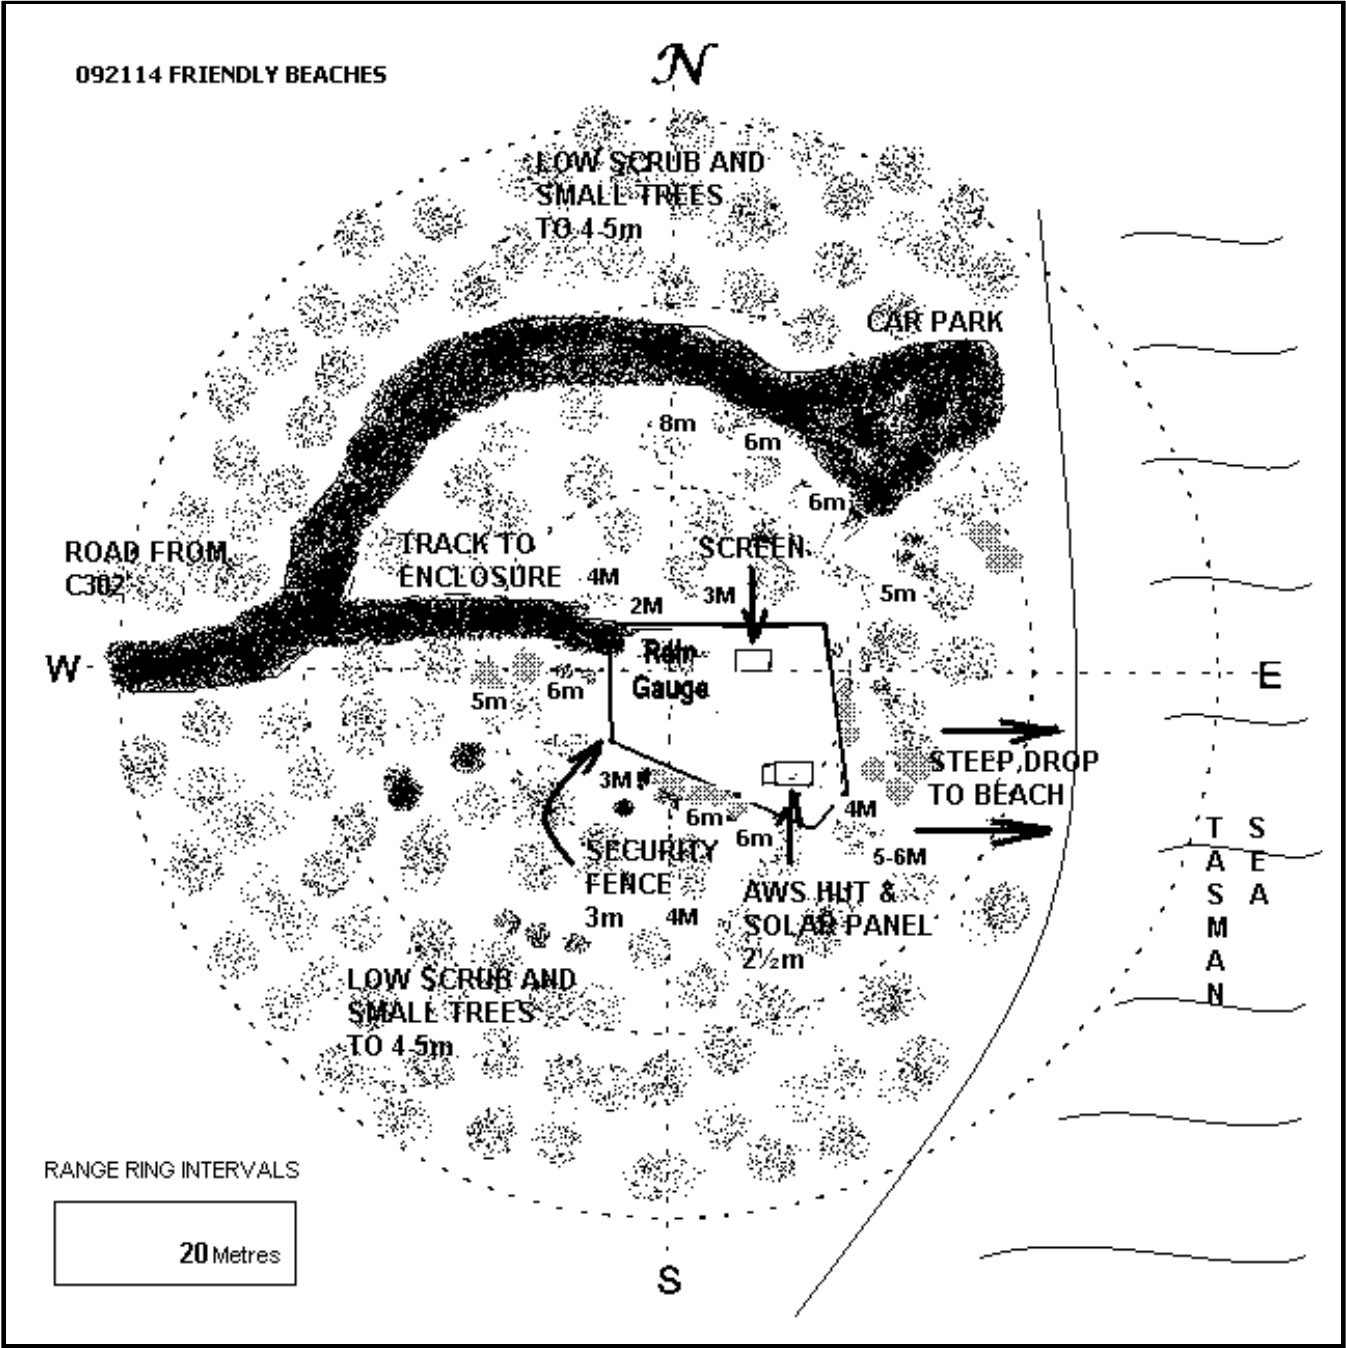 N
092114 FRIENDLY BEACHES
LOW SCRUB AND
SMALL TREES
TO 4-5m
CAR PARK
8m
6m
6m
ROAD FROM
C302
TRACK TO
ENCLOSURE
4M
2M
3M
SCREEN
5m
W
Rain
Gauge
E
5m
6m
STEEP DROP
TO BEACH
3M
6m
6m
4M
5-6M
SECURITY
FENCE
3m
4M
AWS HUT &
SOLAR PANEL
2½m
TASMAN
SEA
LOW SCRUB AND
SMALL TREES
TO 4-5m
RANGE RING INTERVALS
20 Metres
S